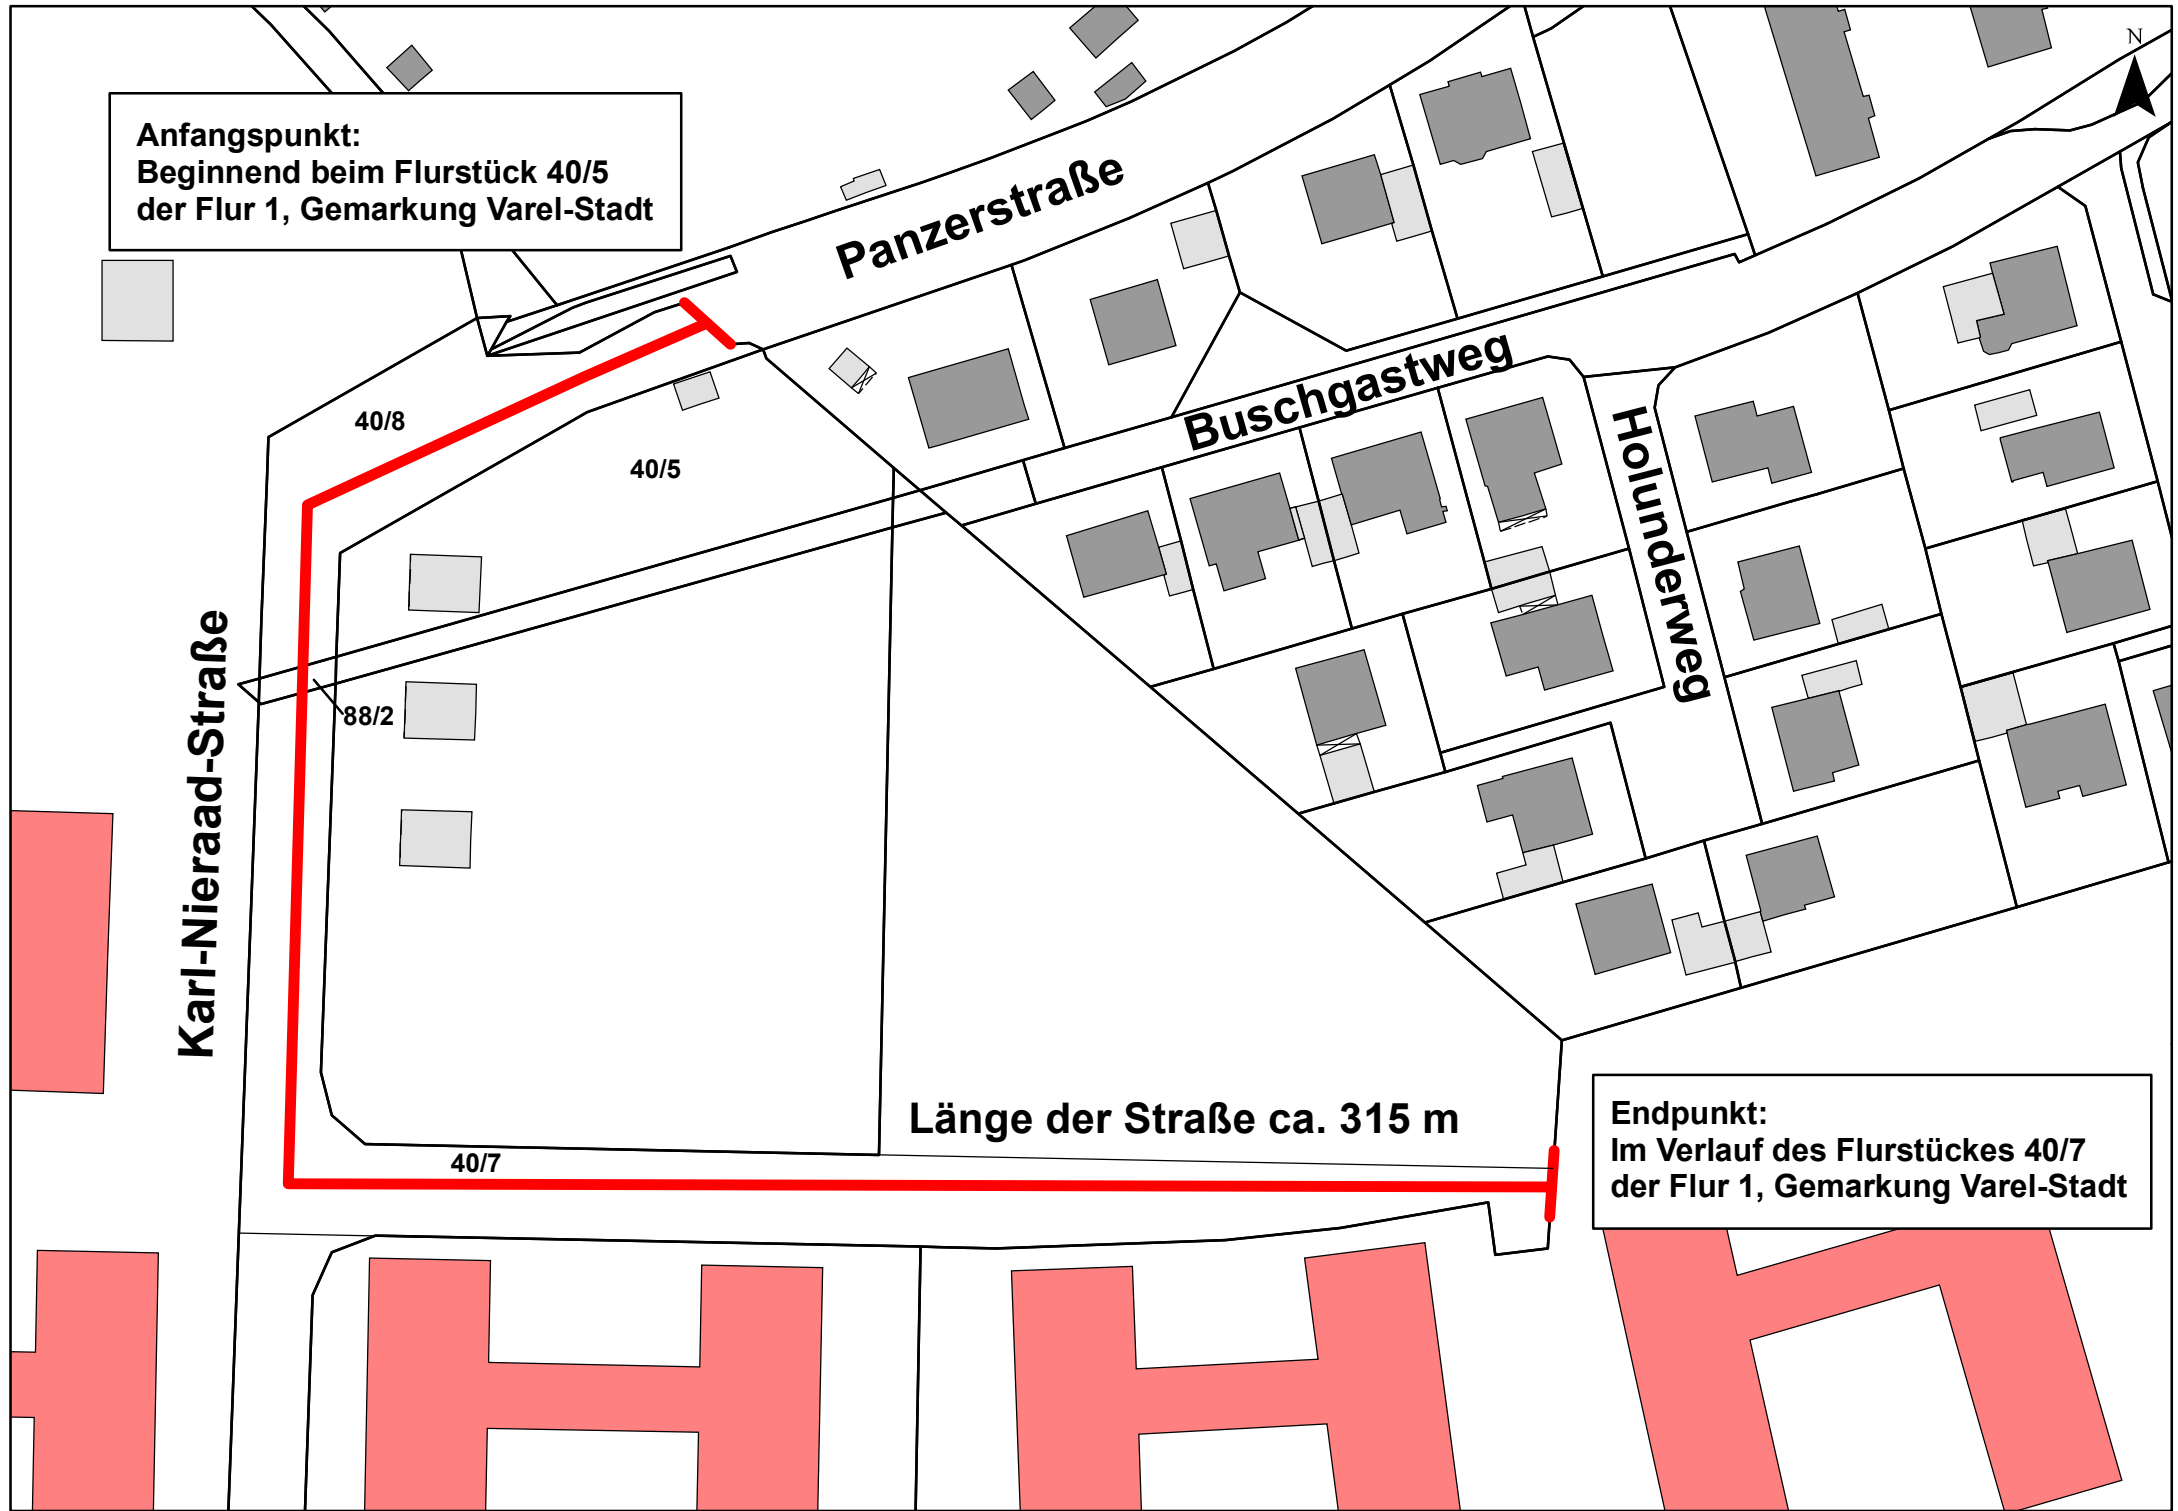 N
Anfangspunkt:
Beginnend beim Flurstück 40/5
der Flur 1, Gemarkung Varel-Stadt
Panzerstraße
Buschgastweg
Holunderweg
40/8
40/5
Karl-Nieraad-Straße
88/2
Länge der Straße ca. 315 m
40/7
Endpunkt:
Im Verlauf des Flurstückes 40/7
der Flur 1, Gemarkung Varel-Stadt